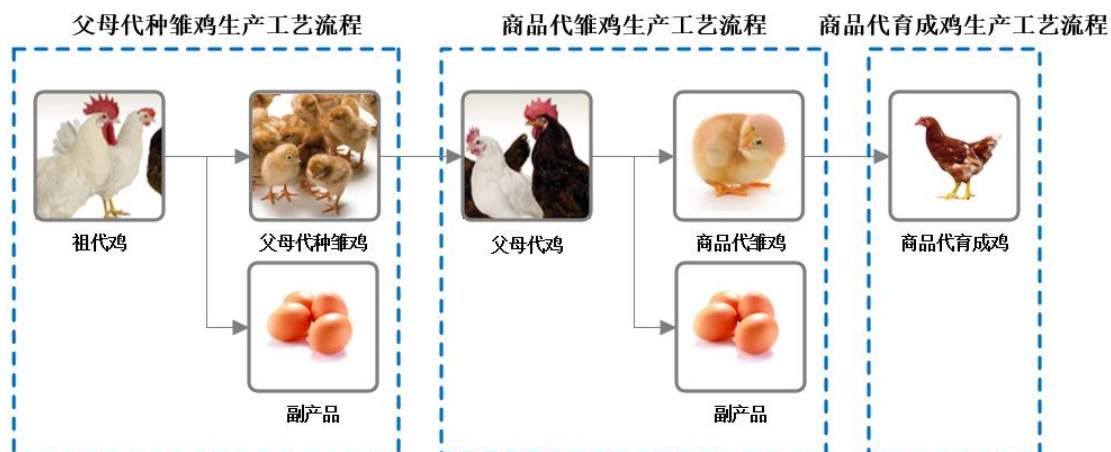 父母代种雏鸡生产工艺流程
商品代雏鸡生产工艺流程
商品代育成鸡生产工艺流程
祖代鸡
父母代种雏鸡
父母代鸡
商品代雏鸡
商品代育成鸡
副产品
副产品